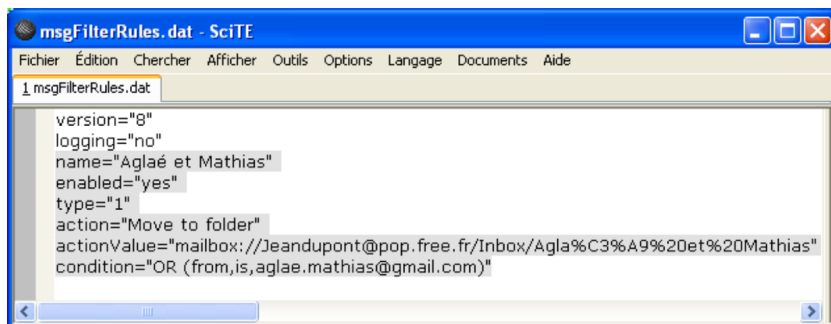 msgFilterRules.dat - SciTE
Fichier Édition Chercher Afficher Outils Options Langage Documents Aide
1 msgFilterRules.dat
version="8"
logging="no"
name="Aglaé et Mathias"
enabled="yes"
type="1"
action="Move to folder"
actionValue="mailbox://Jeandupont@pop.free.fr/Inbox/Agla%C3%A9%20et%20Mathias"
condition="OR (from,is,aglae.mathias@gmail.com)"